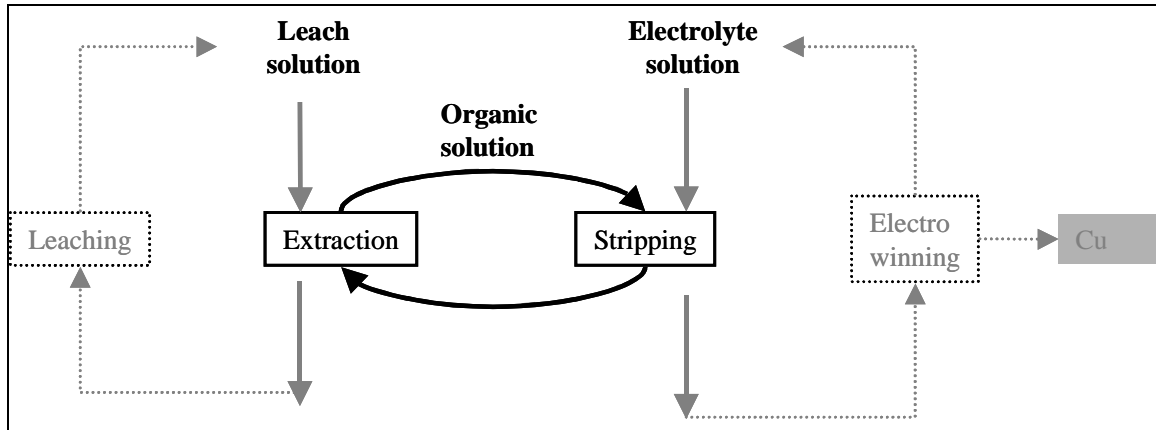 Leach
solution
Electrolyte
solution
Organic
solution
Leaching
Extraction
Stripping
Electro
winning
Cu